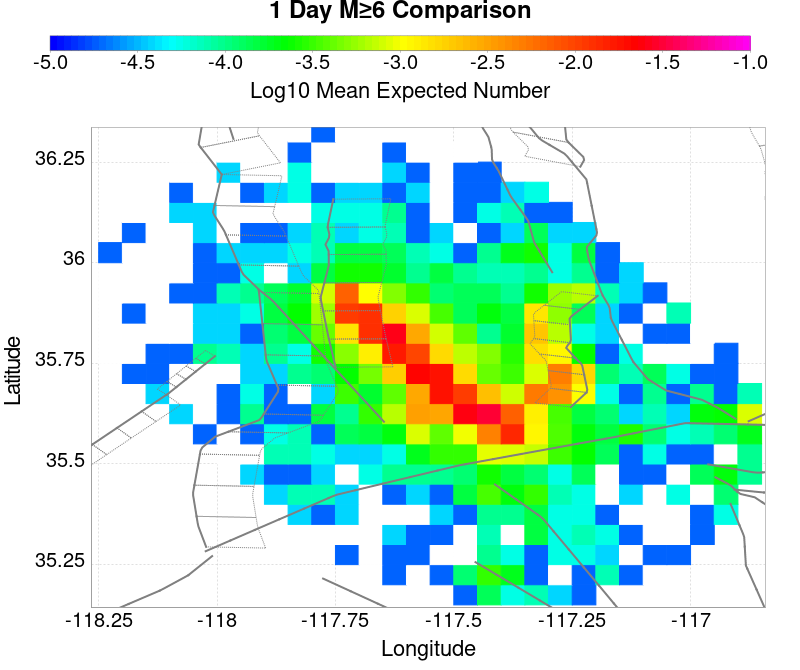 1 Day M≥6 Comparison
-5.0 -4.5 -4.0 -3.5 -3.0 -2.5 -2.0 -1.5 -1.0
Log10 Mean Expected Number
36.25
36
35.75
35.5
35.25
Latitude
-118.25 -118 -117.75 -117.5 -117.25 -117
Longitude